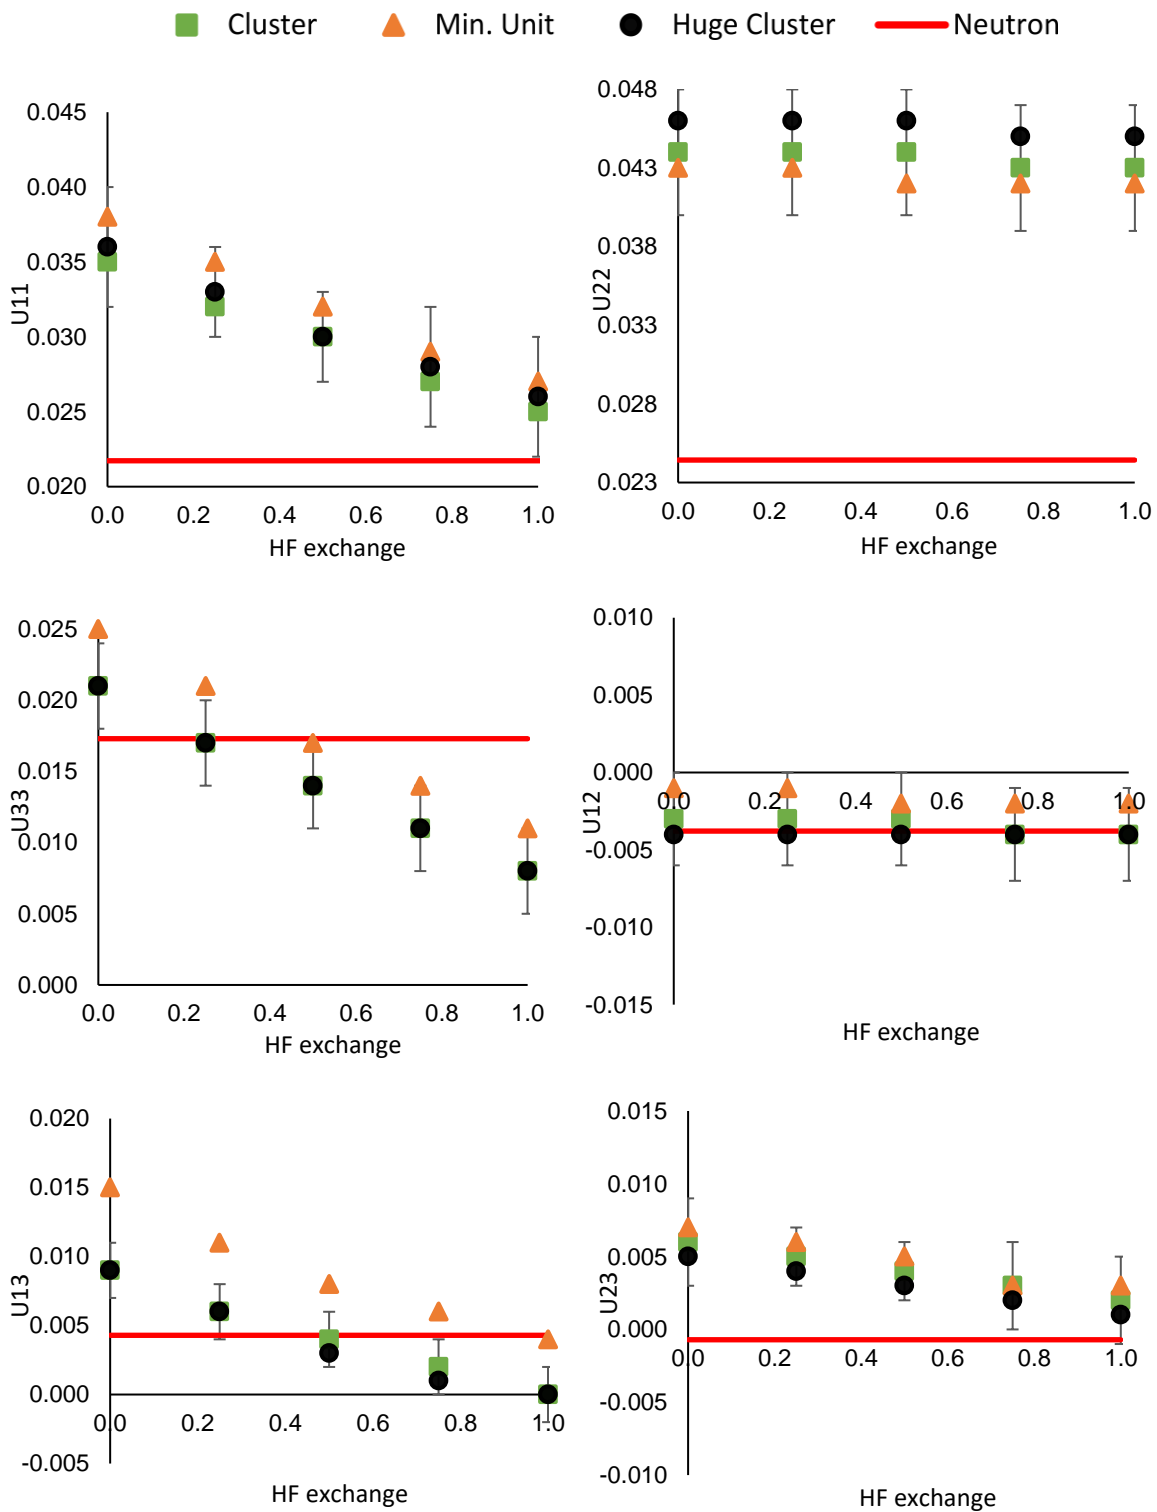 Cluster Min. Unit Huge Cluster Neutron
0.045
0.040
0.035
0.030
0.025
0.020
U11
0.0 0.2 0.4 0.6 0.8 1.0
HF exchange
0.048
0.043
0.038
0.033
0.028
0.023
U22
0.0 0.2 0.4 0.6 0.8 1.0
HF exchange
0.025
0.020
0.015
0.010
0.005
0.000
U33
0.0 0.2 0.4 0.6 0.8 1.0
HF exchange
0.010
0.005
0.000
-0.005
-0.010
-0.015
U12
0.0 0.2 0.4 0.6 0.8 1.0
HF exchange
0.020
0.015
0.010
0.005
0.000
-0.005
U13
0.0 0.2 0.4 0.6 0.8 1.0
HF exchange
0.015
0.010
0.005
0.000
-0.005
-0.010
U23
0.0 0.2 0.4 0.6 0.8 1.0
HF exchange